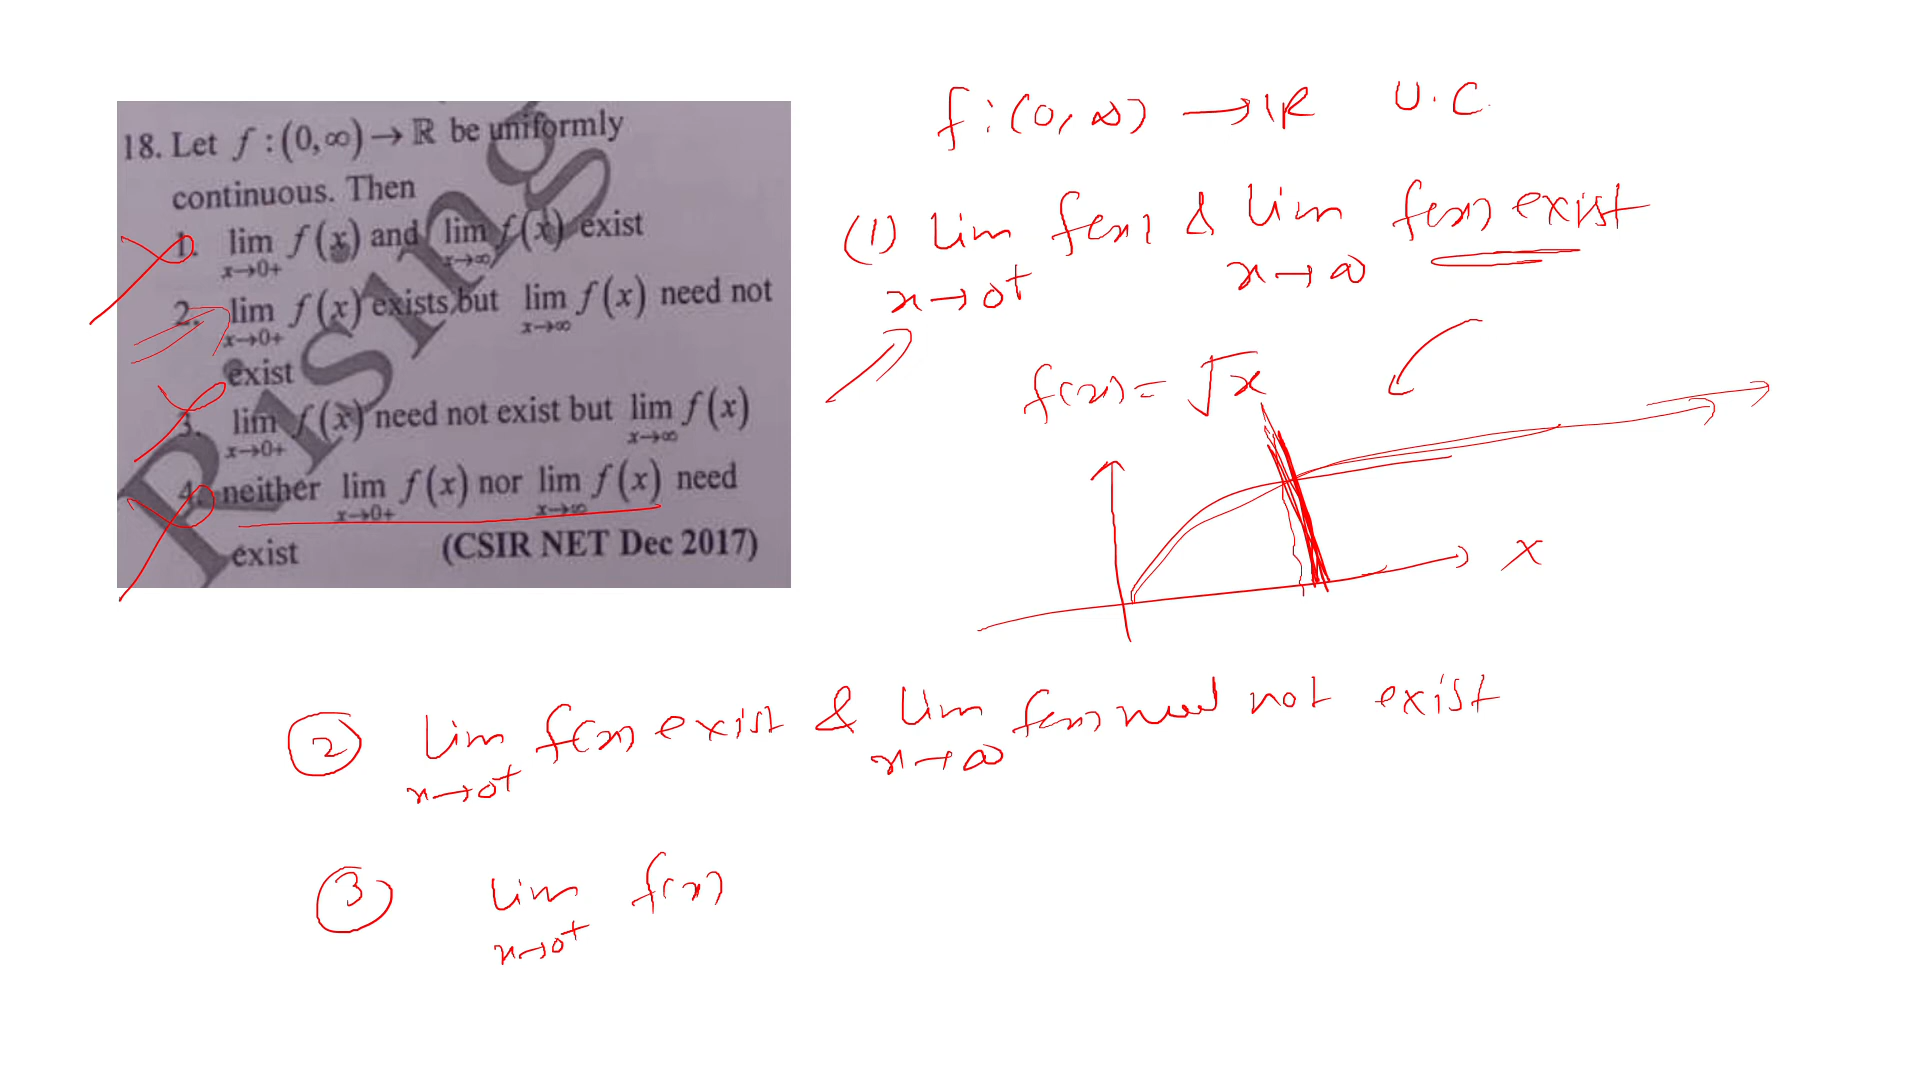 18. Let f : (0,∞) → ℝ be uniformly
continuous. Then
1. lim f(x) and lim f(x) exist
x→0+ x→∞
2. lim f(x) exists but lim f(x) need not
x→0+ x→∞
exist
3. lim f(x) need not exist but lim f(x)
x→0+ x→∞
4. neither lim f(x) nor lim f(x) need
x→0+ x→∞
exist (CSIR NET Dec 2017)
Rising
f : (0, ∞) → ℝ U.C.
(1) lim f(x) & lim f(x) exist
x→0+ x→∞
f(x) = √x
x
② lim f(x) exist & lim f(x) need not exist
x→0+ x→∞
③ lim f(x)
x→0+